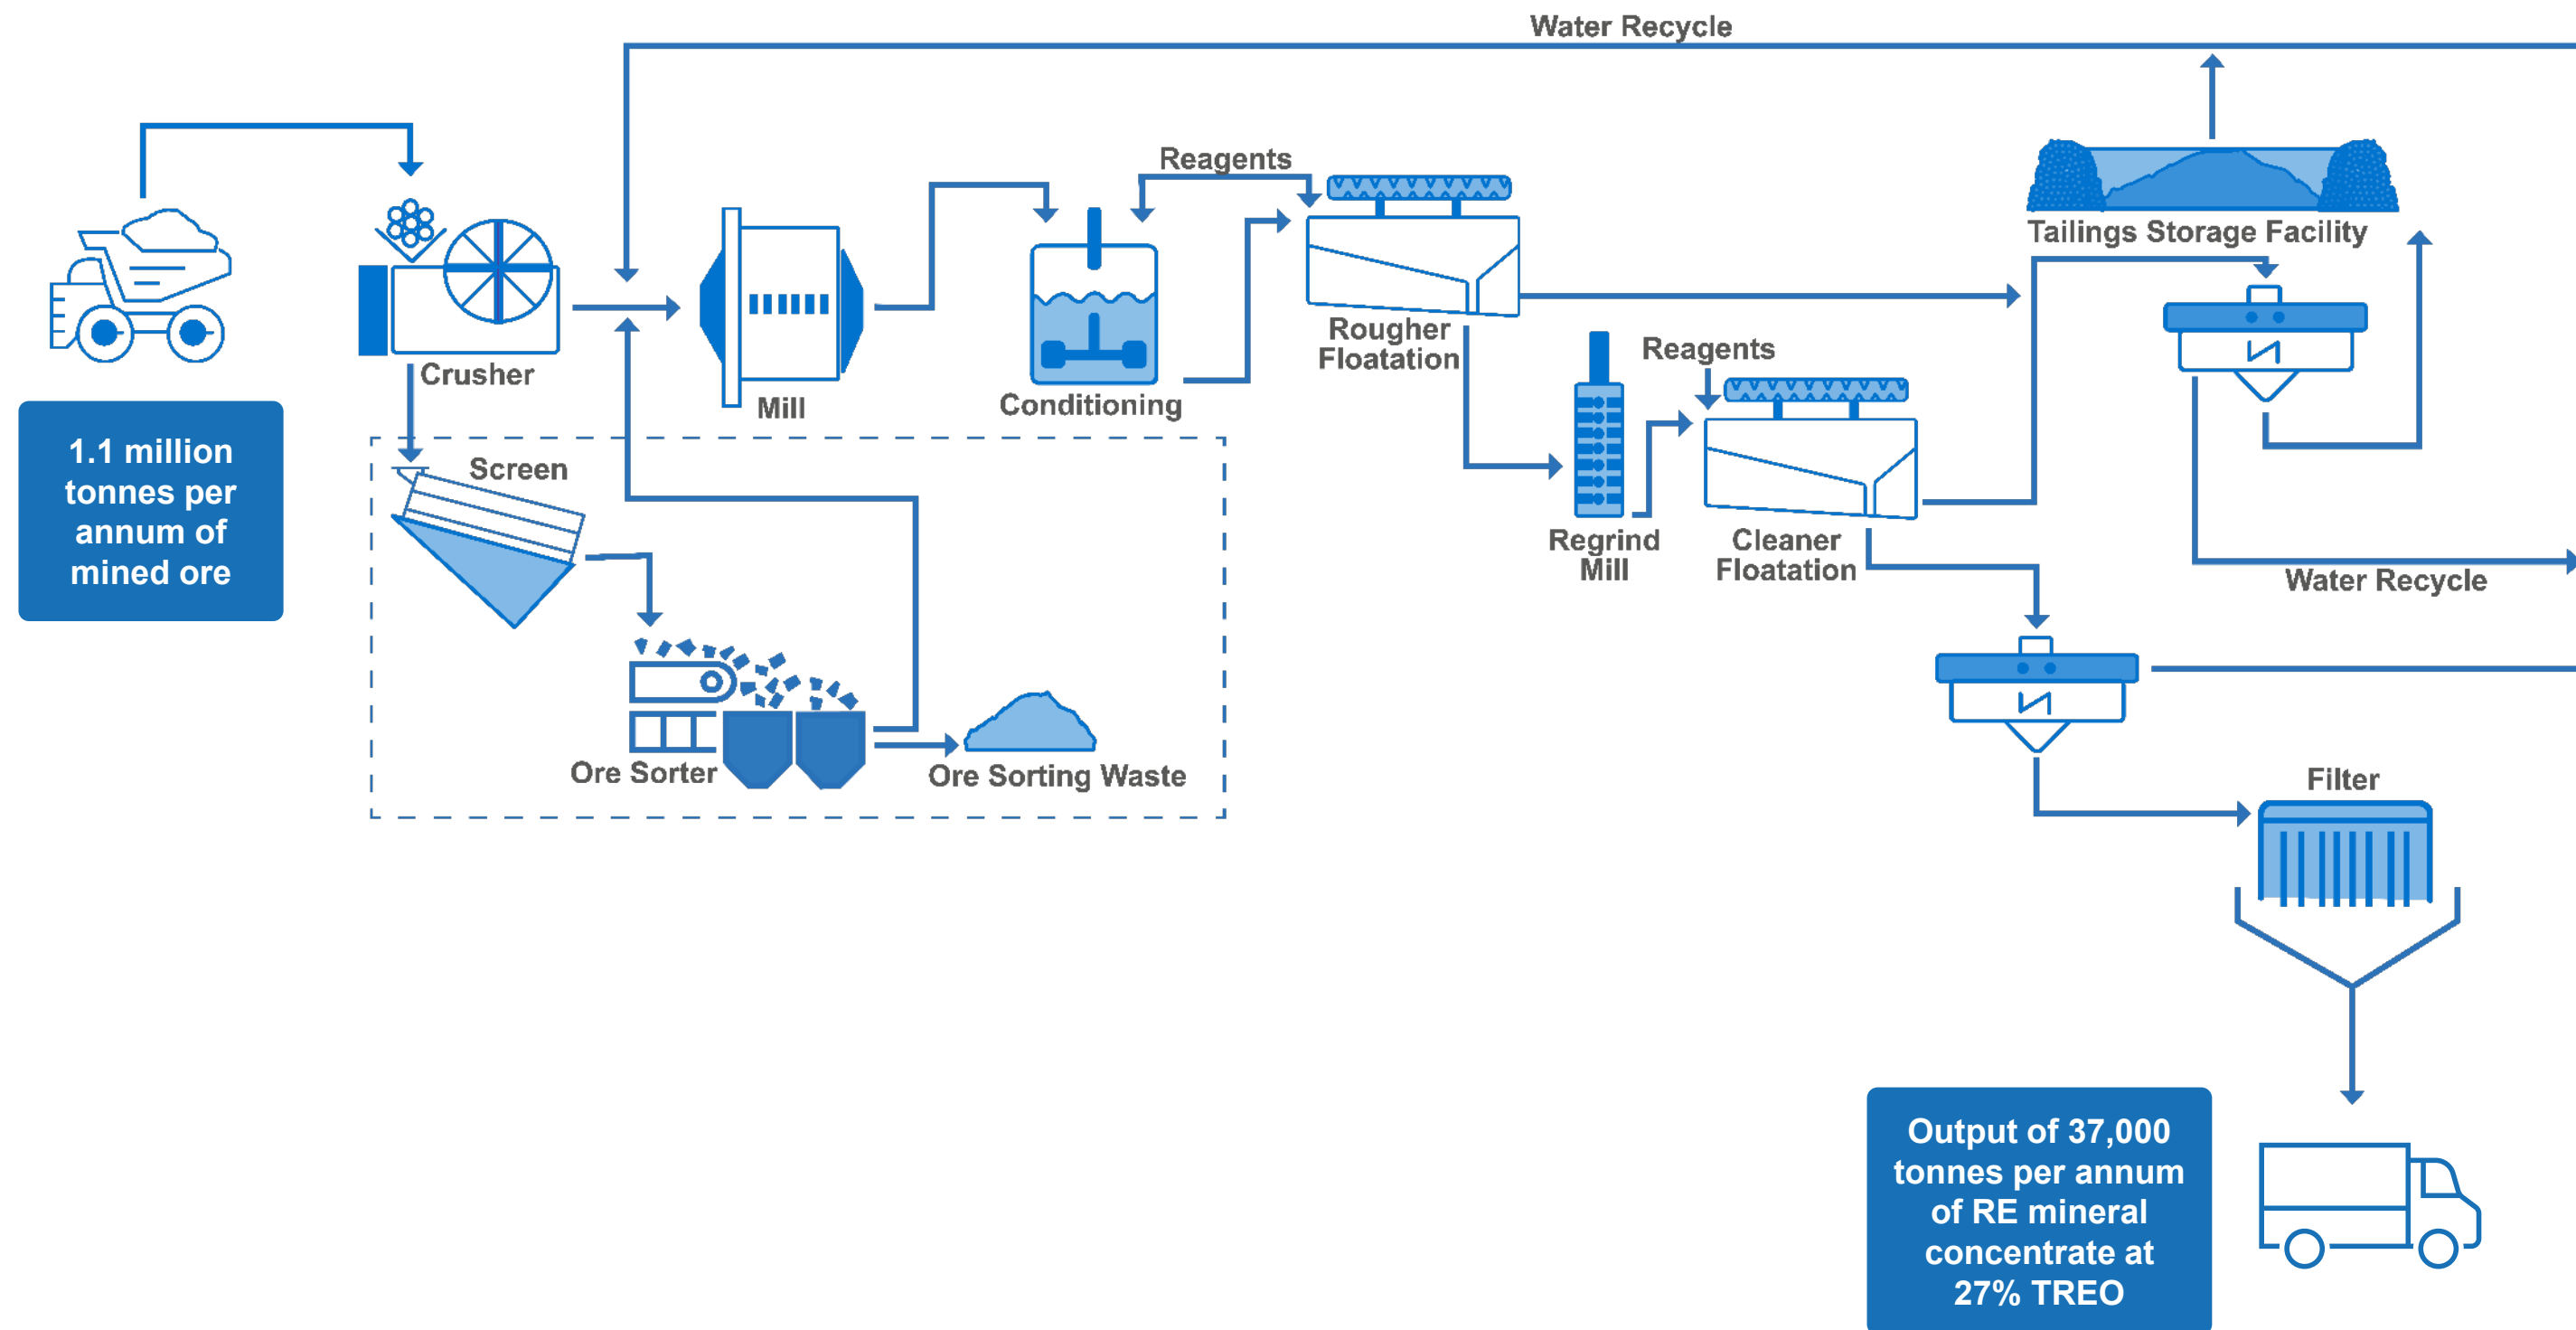 Water Recycle
Reagents
Tailings Storage Facility
Rougher
Floatation
Reagents
Crusher
Mill
Conditioning
1.1 million
tonnes per
annum of
mined ore
Screen
Regrind
Mill
Cleaner
Floatation
Water Recycle
Ore Sorter
Ore Sorting Waste
Filter
Output of 37,000
tonnes per annum
of RE mineral
concentrate at
27% TREO